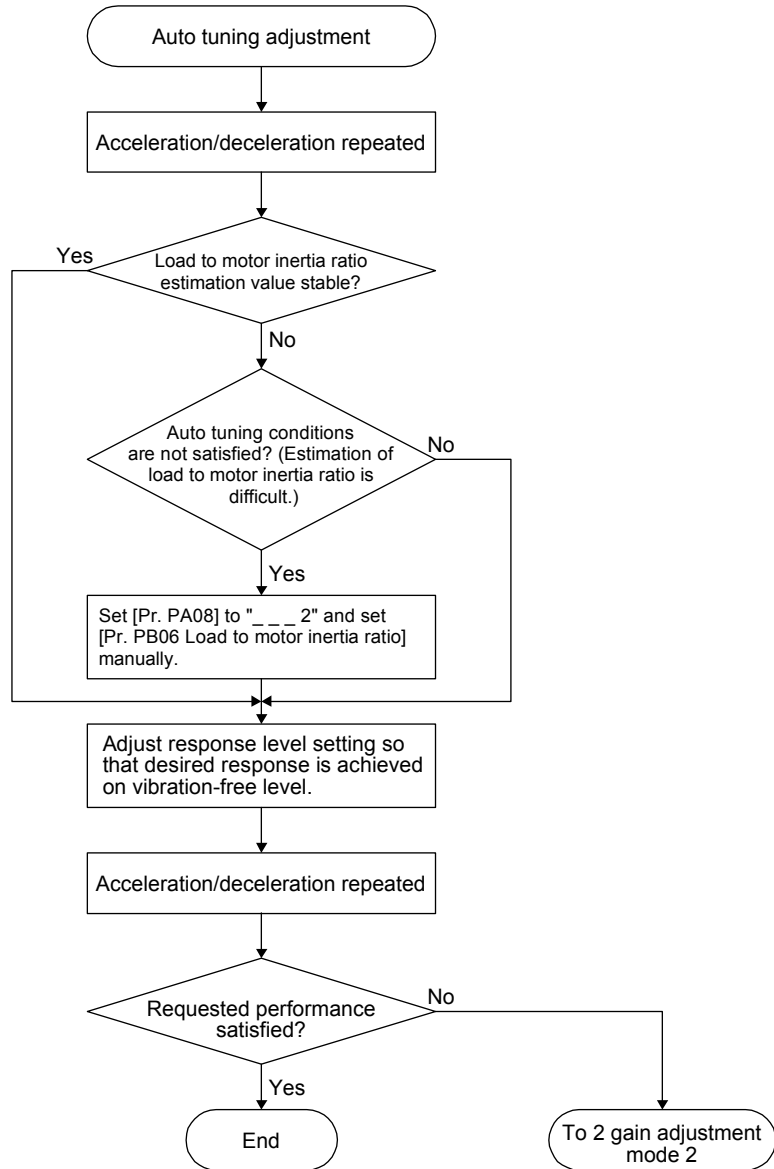 Auto tuning adjustment
Acceleration/deceleration repeated
Yes
Load to motor inertia ratio
estimation value stable?
No
Auto tuning conditions
are not satisfied? (Estimation of
load to motor inertia ratio is
difficult.)
No
Yes
Set [Pr. PA08] to "_ _ _ 2" and set
[Pr. PB06 Load to motor inertia ratio]
manually.
Adjust response level setting so
that desired response is achieved
on vibration-free level.
Acceleration/deceleration repeated
Requested performance
satisfied?
No
Yes
End
To 2 gain adjustment
mode 2